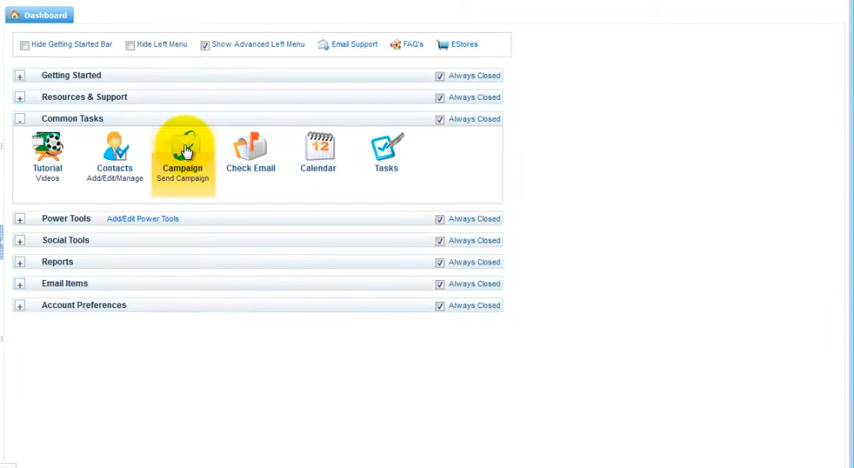 Dashboard
Hide Getting Started Bar Hide Left Menu Show Advanced Left Menu Email Support FAQ's EStores
Getting Started Always Closed
Resources & Support Always Closed
Common Tasks Always Closed
12
Tutorial Contacts Campaign Check Email Calendar Tasks
Videos Add/Edit/Manage Send Campaign
Power Tools Add/Edit Power Tools Always Closed
Social Tools Always Closed
Reports Always Closed
Email Items Always Closed
Account Preferences Always Closed